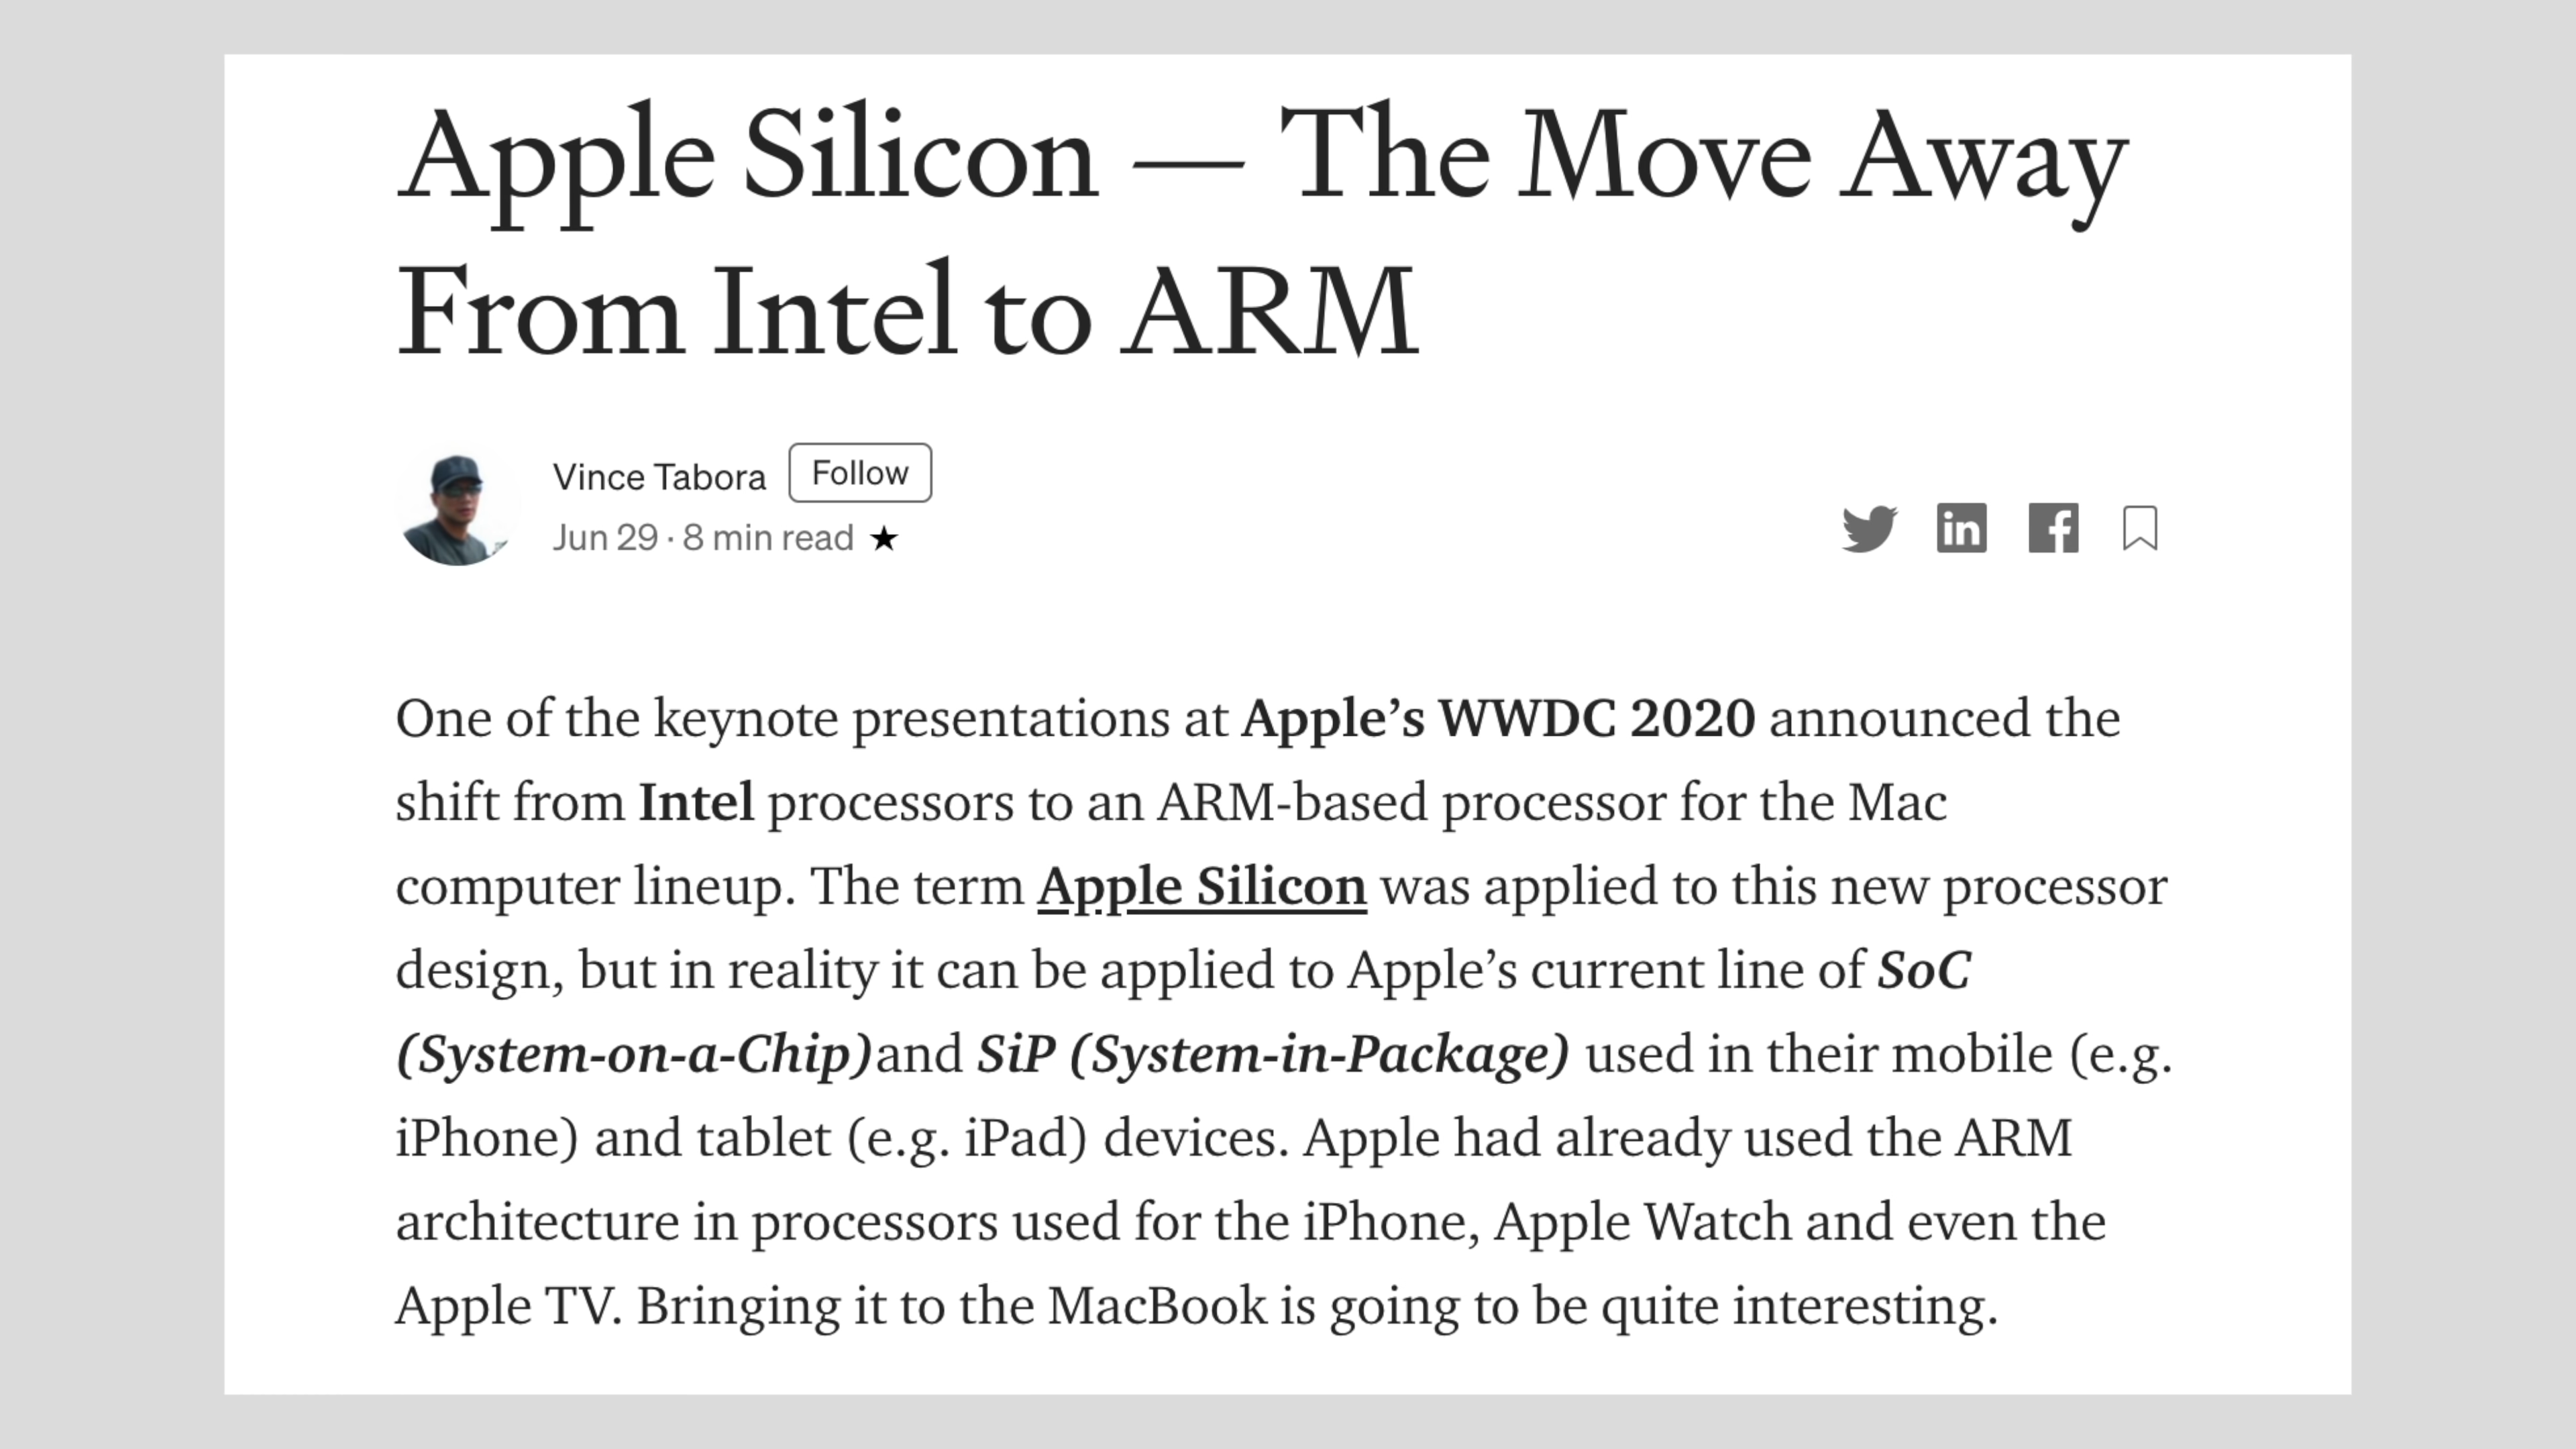 Apple Silicon — The Move Away
From Intel to ARM
Vince Tabora Follow
Jun 29 · 8 min read ★
in f
One of the keynote presentations at Apple’s WWDC 2020 announced the
shift from Intel processors to an ARM-based processor for the Mac
computer lineup. The term Apple Silicon was applied to this new processor
design, but in reality it can be applied to Apple’s current line of SoC
(System-on-a-Chip)and SiP (System-in-Package) used in their mobile (e.g.
iPhone) and tablet (e.g. iPad) devices. Apple had already used the ARM
architecture in processors used for the iPhone, Apple Watch and even the
Apple TV. Bringing it to the MacBook is going to be quite interesting.